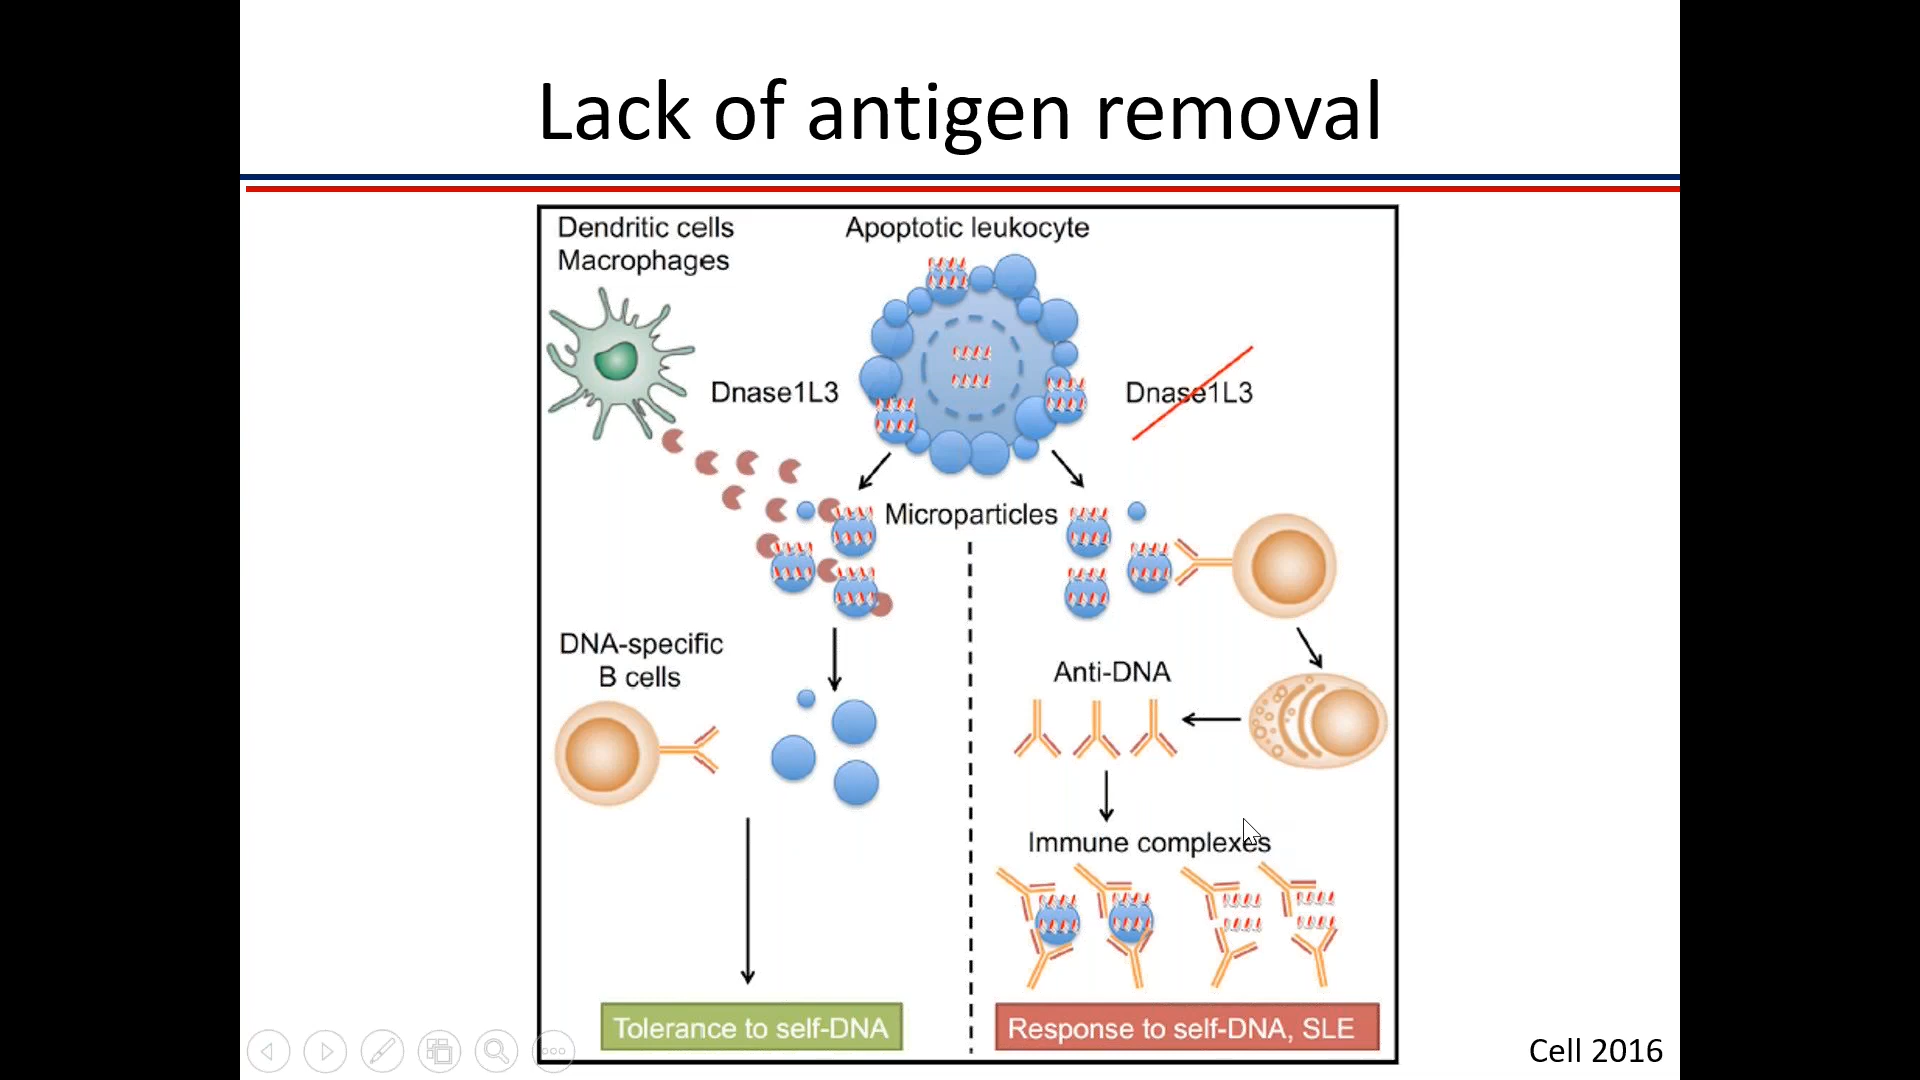 Lack of antigen removal
Dendritic cells
Macrophages
Apoptotic leukocyte
Dnase1L3
Dnase1L3
Microparticles
DNA-specific
B cells
Anti-DNA
Immune complexes
Tolerance to self-DNA
Response to self-DNA, SLE
Cell 2016